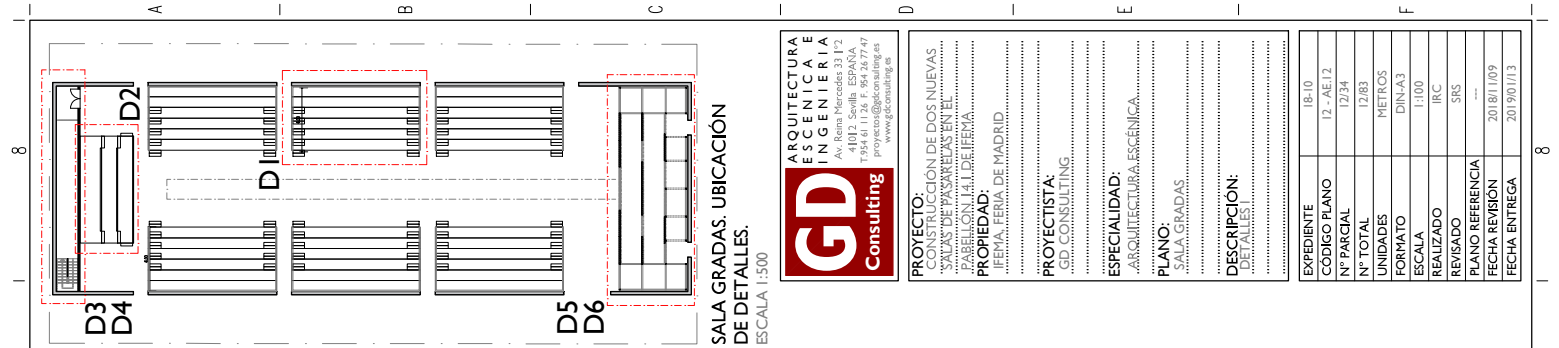 A
B
C
D
E
F
8
8
D1
D2
D3
D4
D5
D6
SALA GRADAS. UBICACIÓN
DE DETALLES.
ESCALA 1:500
GD
Consulting
ARQUITECTURA
ESCENICA E
INGENIERIA
Av. Reina Mercedes 33 1º2
41012 Sevilla ESPAÑA
T.954 61 11 26 F. 954 26 77 47
proyectos@gdconsulting.es
www.gdconsulting.es
PROYECTO:
CONSTRUCCIÓN DE DOS NUEVAS
SALAS DE PASARELAS EN EL
PABELLON 14.1 DE IFEMA
PROPIEDAD:
IFEMA, FERIA DE MADRID
PROYECTISTA:
GD CONSULTING
ESPECIALIDAD:
ARQUITECTURA ESCÉNICA
PLANO:
SALA GRADAS
DESCRIPCIÓN:
DETALLES I
EXPEDIENTE 18-10
CÓDIGO PLANO 12 - AE.12
Nº PARCIAL 12/34
Nº TOTAL 12/83
UNIDADES METROS
FORMATO DIN-A3
ESCALA 1:100
REALIZADO IRC
REVISADO SRS
PLANO REFERENCIA ---
FECHA REVISIÓN 2018/11/09
FECHA ENTREGA 2019/01/13